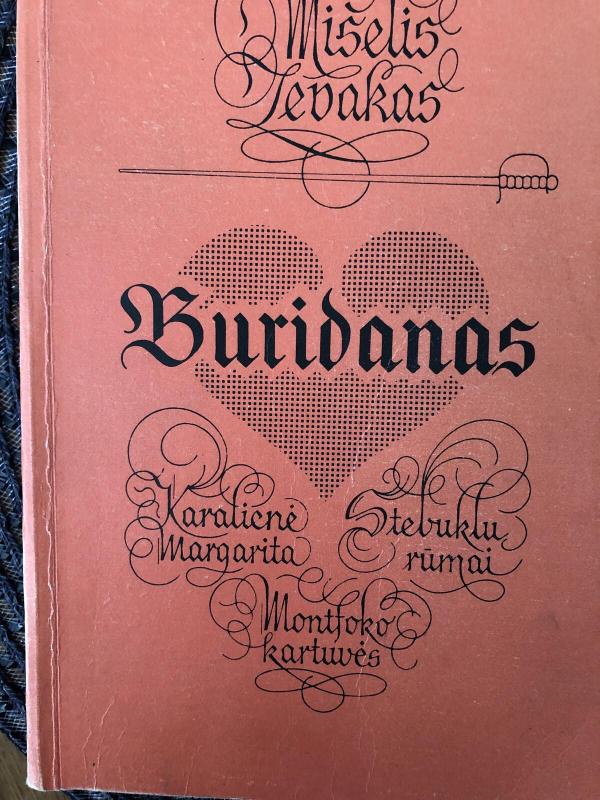 Mišelis
Zevakas
Buridanas
Karalienė
Margarita
Stebuklų
rūmai
Montfoko
kartuvės